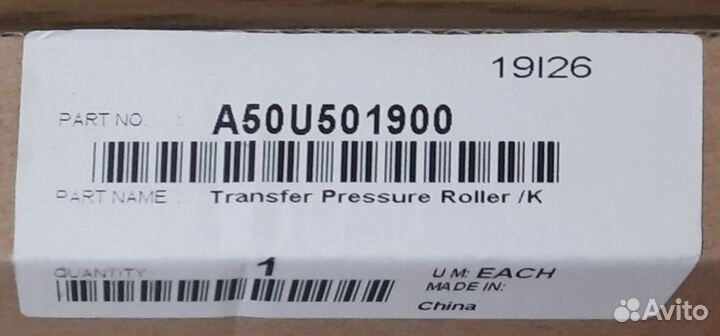 19I26
PART NO. : A50U501900
PART NAME : Transfer Pressure Roller /K
QUANTITY: 1
U M: EACH
MADE IN:
China
Avito